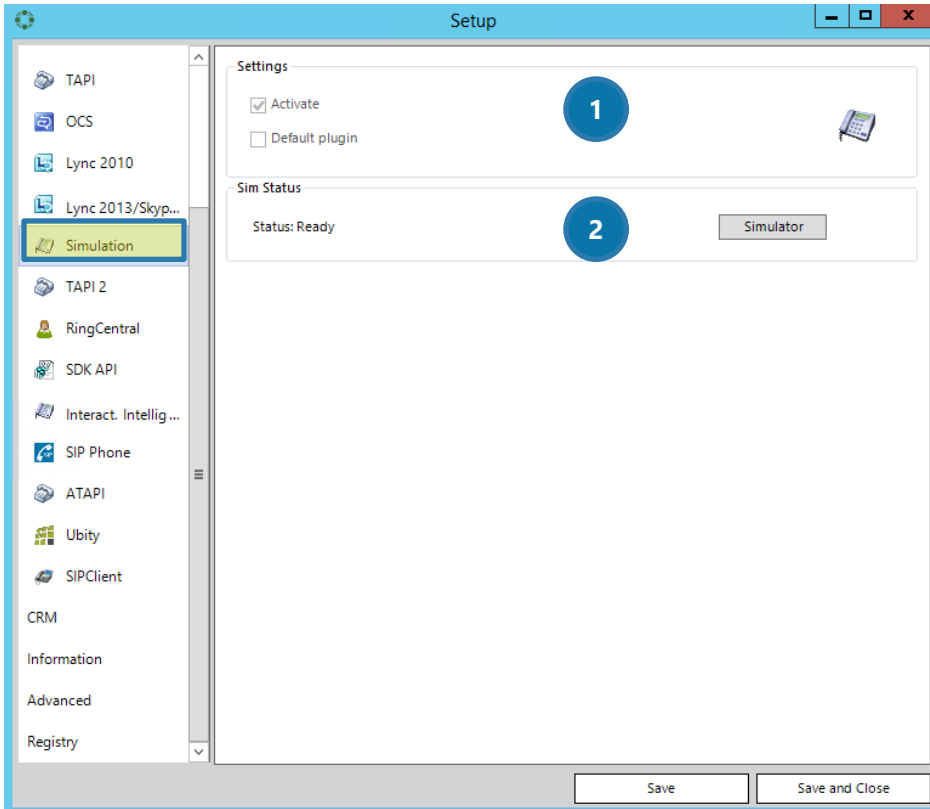 Setup
TAPI
OCS
Lync 2010
Lync 2013/Skyp...
Simulation
TAPI 2
RingCentral
SDK API
Interact. Intellig...
SIP Phone
ATAPI
Ubity
SIPClient
CRM
Information
Advanced
Registry
Settings
Activate
1
Default plugin
Sim Status
Status: Ready
2
Simulator
Save
Save and Close